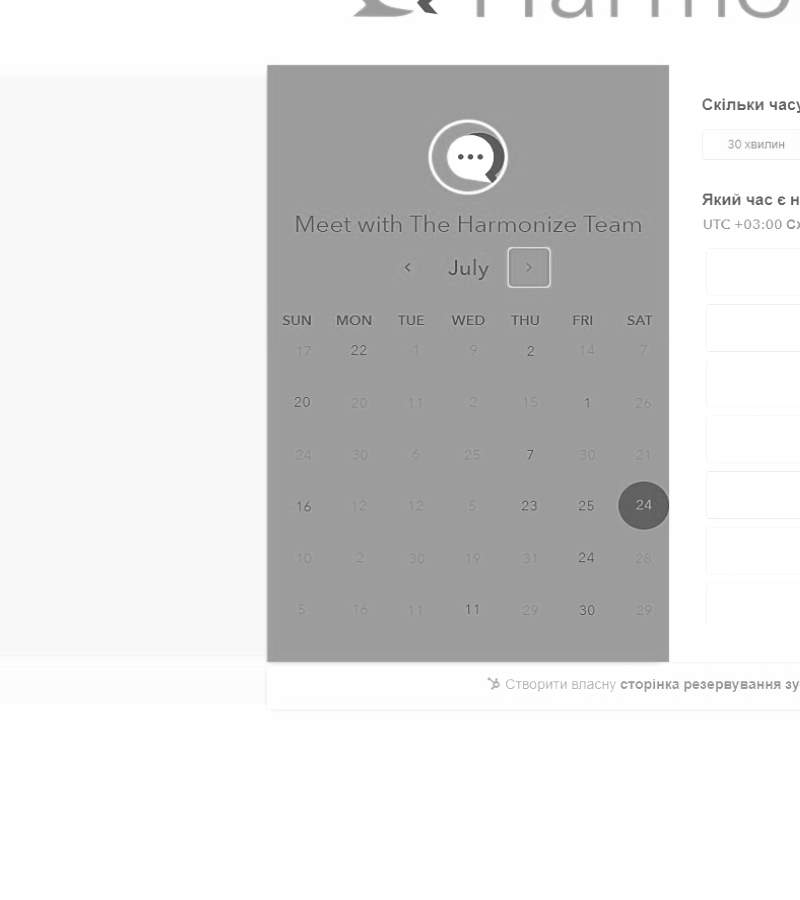 Harmo
Meet with The Harmonize Team
July
SUN MON TUE WED THU FRI SAT
17 22 1 9 2 14 7
20 20 11 2 15 1 26
24 30 6 25 7 30 21
16 12 12 5 23 25 24
10 2 30 19 31 24 28
5 16 11 11 29 30 29
Скільки часу
30 хвилин
Який час є н
UTC +03:00
Створити власну сторінка резервування зу